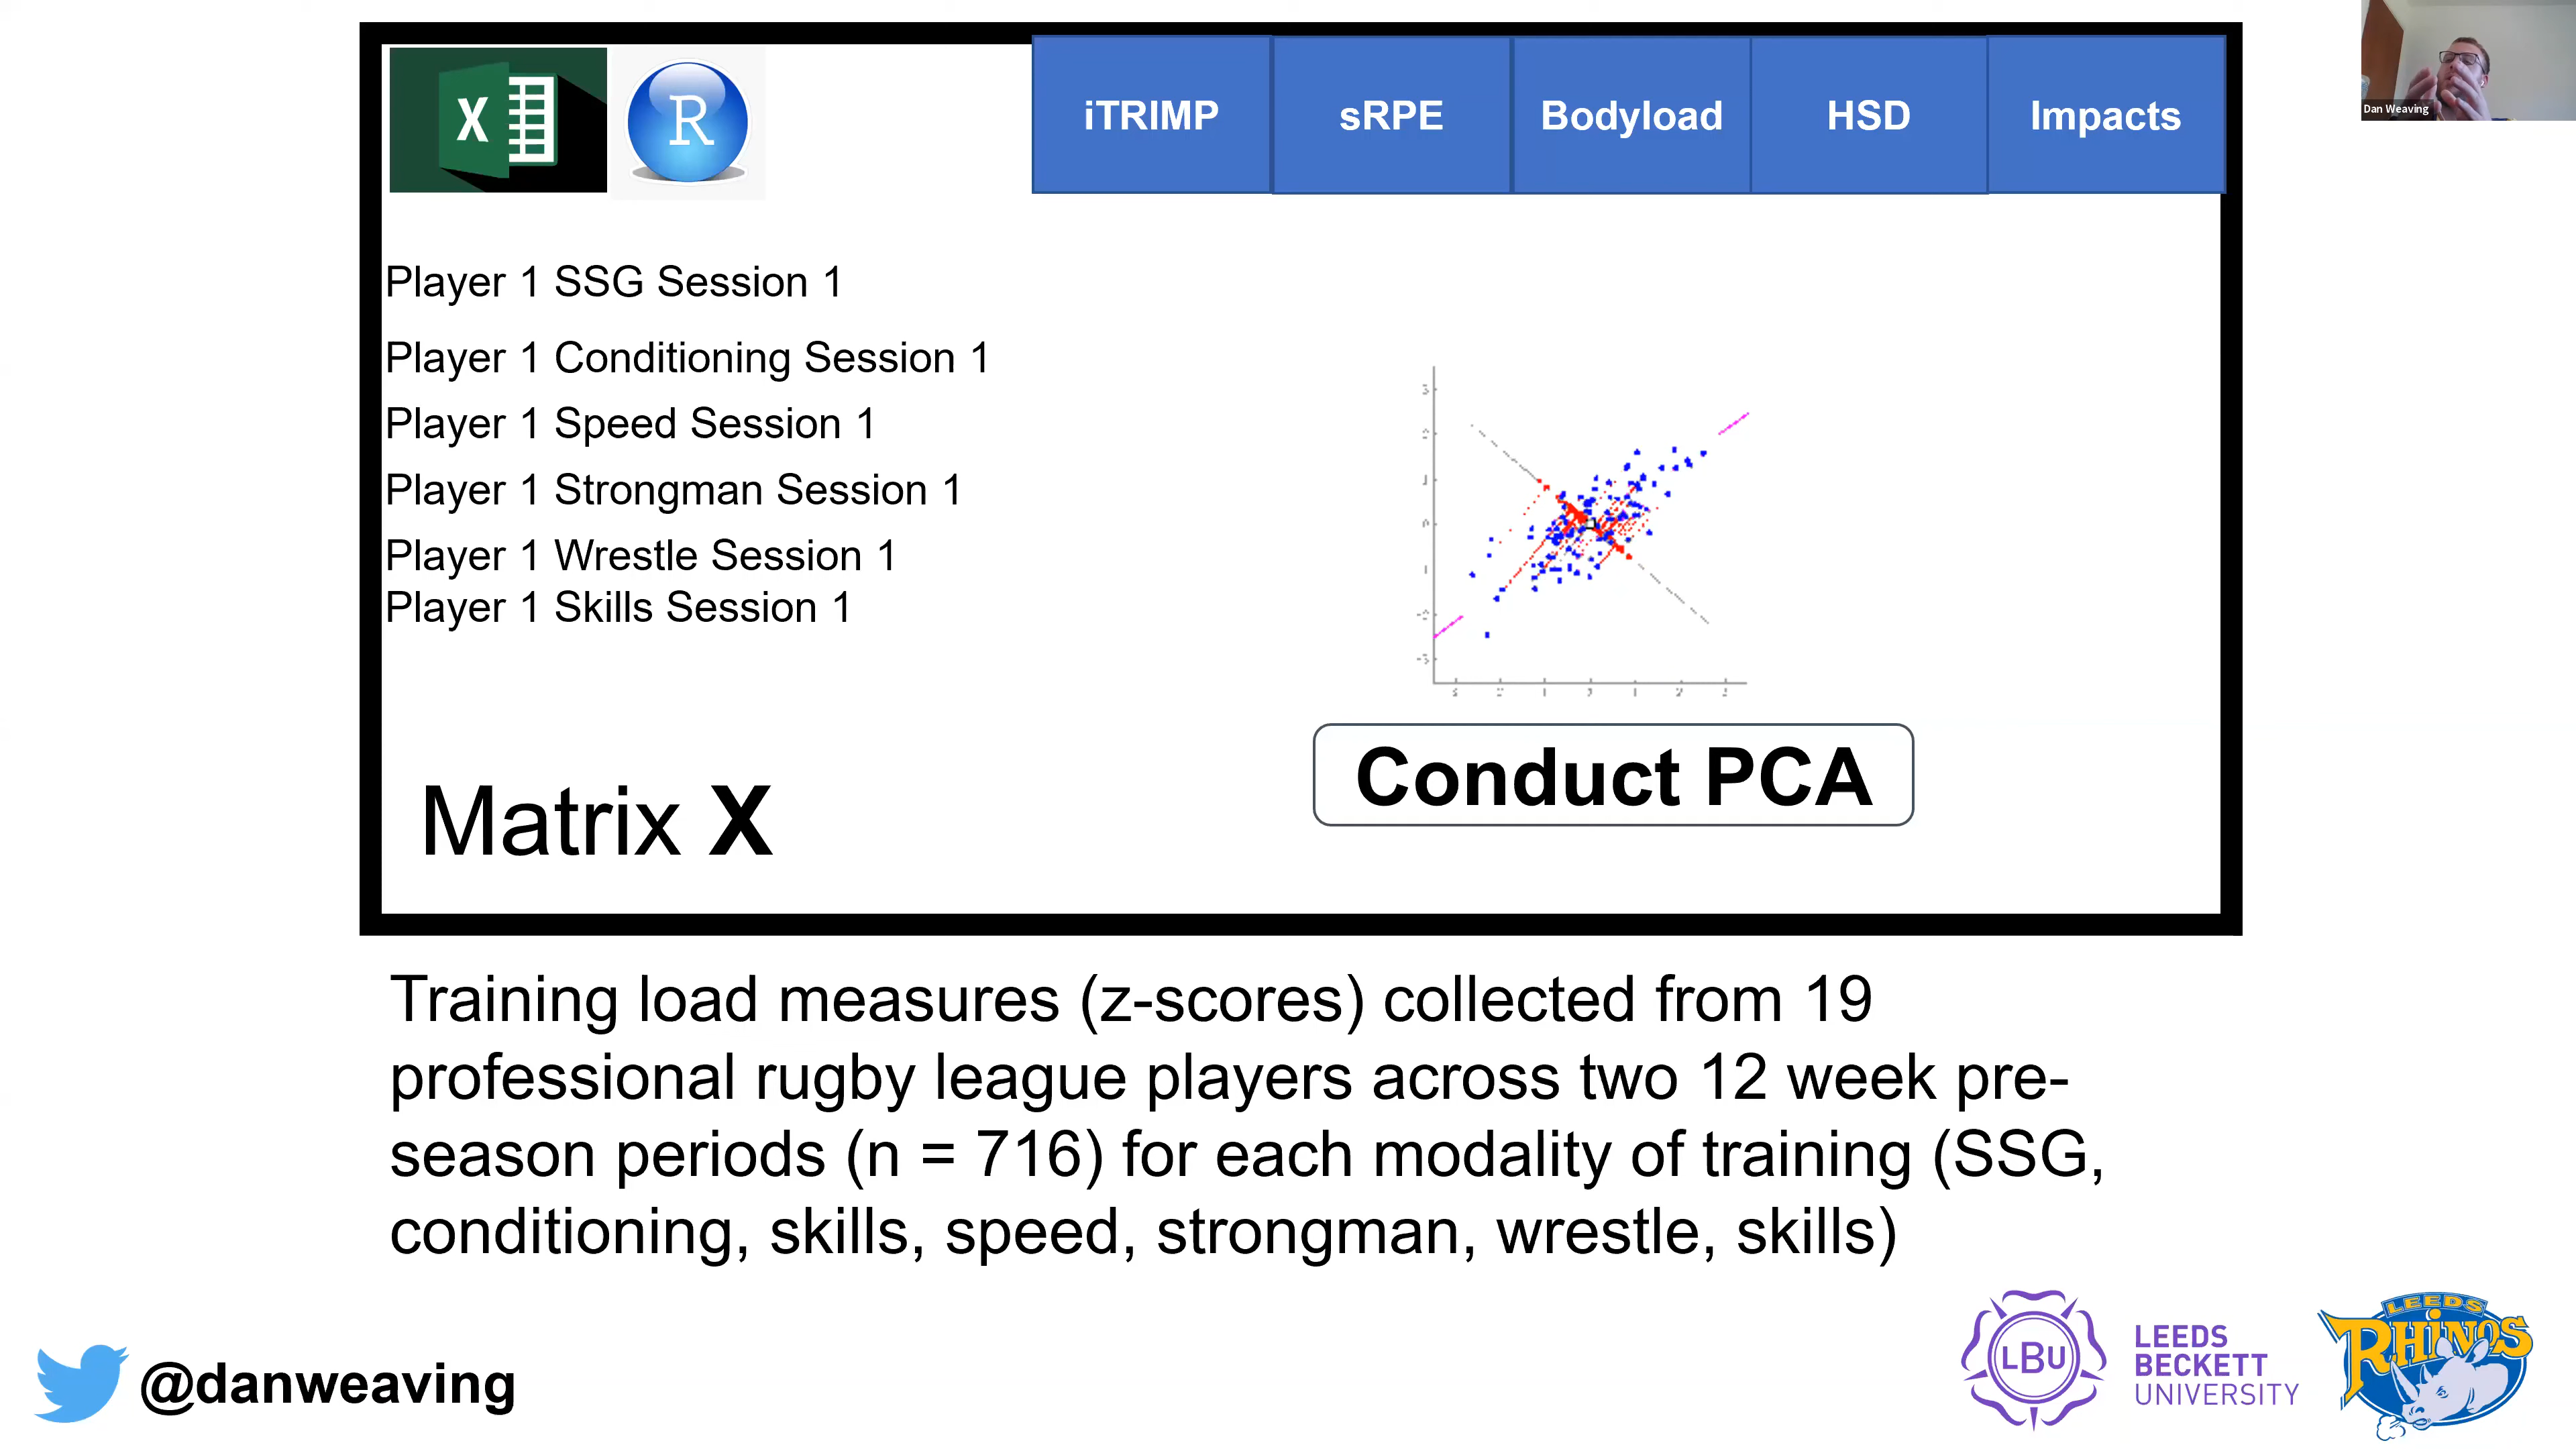 X
R
iTRIMP sRPE Bodyload HSD Impacts
Dan Weaving
Player 1 SSG Session 1
Player 1 Conditioning Session 1
Player 1 Speed Session 1
Player 1 Strongman Session 1
Player 1 Wrestle Session 1
Player 1 Skills Session 1
Conduct PCA
Matrix X
Training load measures (z-scores) collected from 19
professional rugby league players across two 12 week pre-
season periods (n = 716) for each modality of training (SSG,
conditioning, skills, speed, strongman, wrestle, skills)
@danweaving
LBU
LEEDS
BECKETT
UNIVERSITY
LEEDS
RHINOS